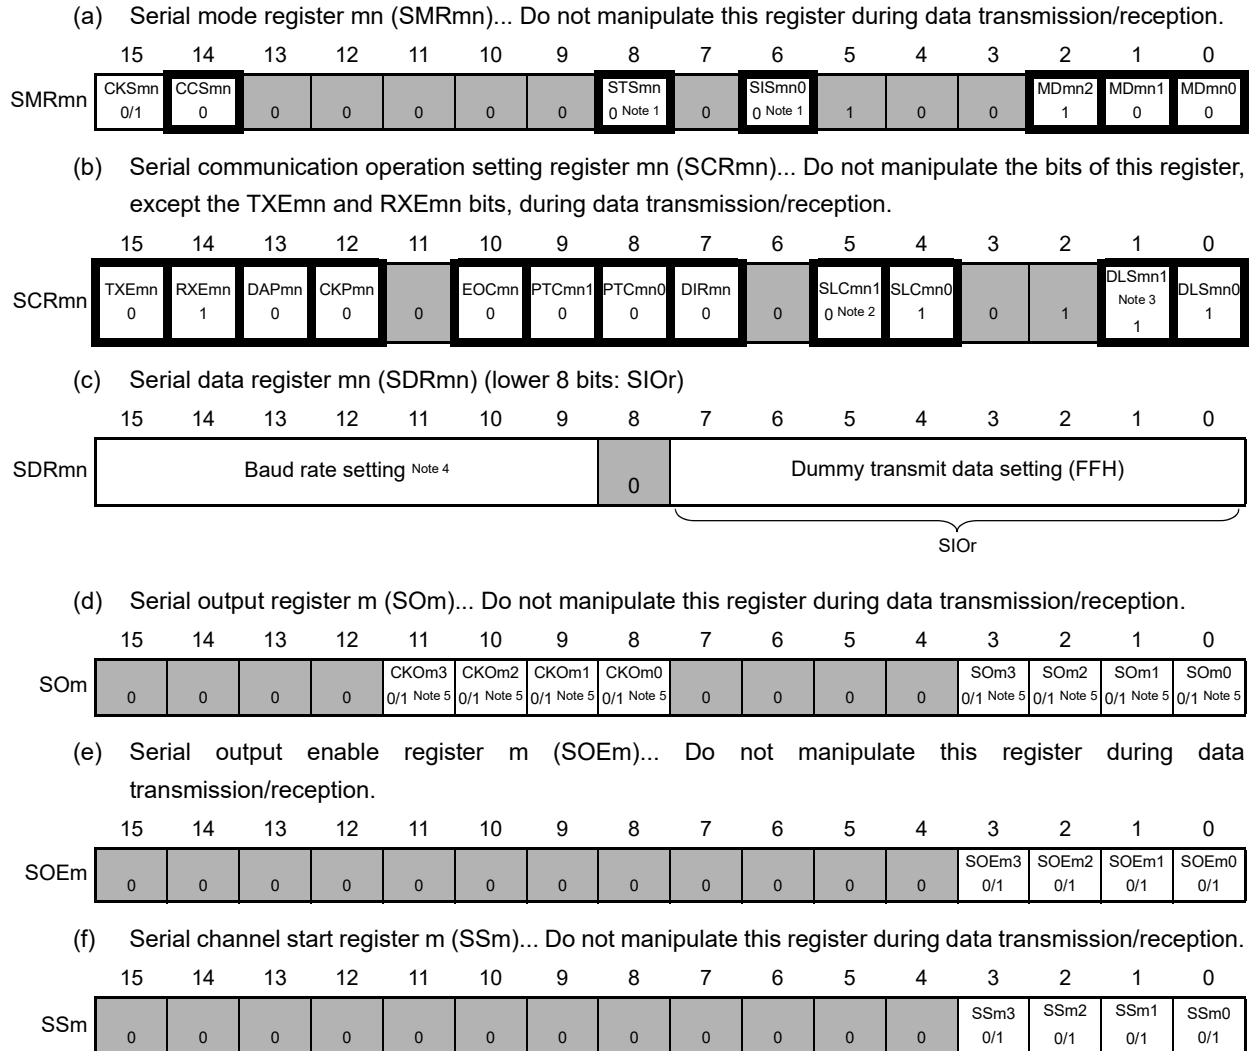 (a) Serial mode register mn (SMRmn)... Do not manipulate this register during data transmission/reception.
15 14 13 12 11 10 9 8 7 6 5 4 3 2 1 0
CKSmn CCSmn STSmn SISmn0 MDmn2 MDmn1 MDmn0
SMRmn
0/1 0 0 0 0 0 0 0 Note 1 0 0 Note 1 1 0 0 1 0 0
(b) Serial communication operation setting register mn (SCRmn)... Do not manipulate the bits of this register,
except the TXEmn and RXEmn bits, during data transmission/reception.
15 14 13 12 11 10 9 8 7 6 5 4 3 2 1 0
TXEmn RXEmn DAPmn CKPmn EOCmn PTCmn1 PTCmn0 DIRmn SLCmn1 SLCmn0 DLSmn1 Note 3 DLSmn0
SCRmn
0 1 0 0 0 0 0 0 0 0 0 Note 2 1 0 1 1 1
(c) Serial data register mn (SDRmn) (lower 8 bits: SIOr)
15 14 13 12 11 10 9 8 7 6 5 4 3 2 1 0
SDRmn Baud rate setting Note 4 0 Dummy transmit data setting (FFH)
SIOr
(d) Serial output register m (SOm)... Do not manipulate this register during data transmission/reception.
15 14 13 12 11 10 9 8 7 6 5 4 3 2 1 0
CKOm3 CKOm2 CKOm1 CKOm0 SOm3 SOm2 SOm1 SOm0
SOm
0 0 0 0 0/1 Note 5 0/1 Note 5 0/1 Note 5 0/1 Note 5 0 0 0 0 0/1 Note 5 0/1 Note 5 0/1 Note 5 0/1 Note 5
(e) Serial output enable register m (SOEm)... Do not manipulate this register during data
transmission/reception.
15 14 13 12 11 10 9 8 7 6 5 4 3 2 1 0
SOEm3 SOEm2 SOEm1 SOEm0
SOEm
0 0 0 0 0 0 0 0 0 0 0 0 0/1 0/1 0/1 0/1
(f) Serial channel start register m (SSm)... Do not manipulate this register during data transmission/reception.
15 14 13 12 11 10 9 8 7 6 5 4 3 2 1 0
SSm3 SSm2 SSm1 SSm0
SSm
0 0 0 0 0 0 0 0 0 0 0 0 0/1 0/1 0/1 0/1